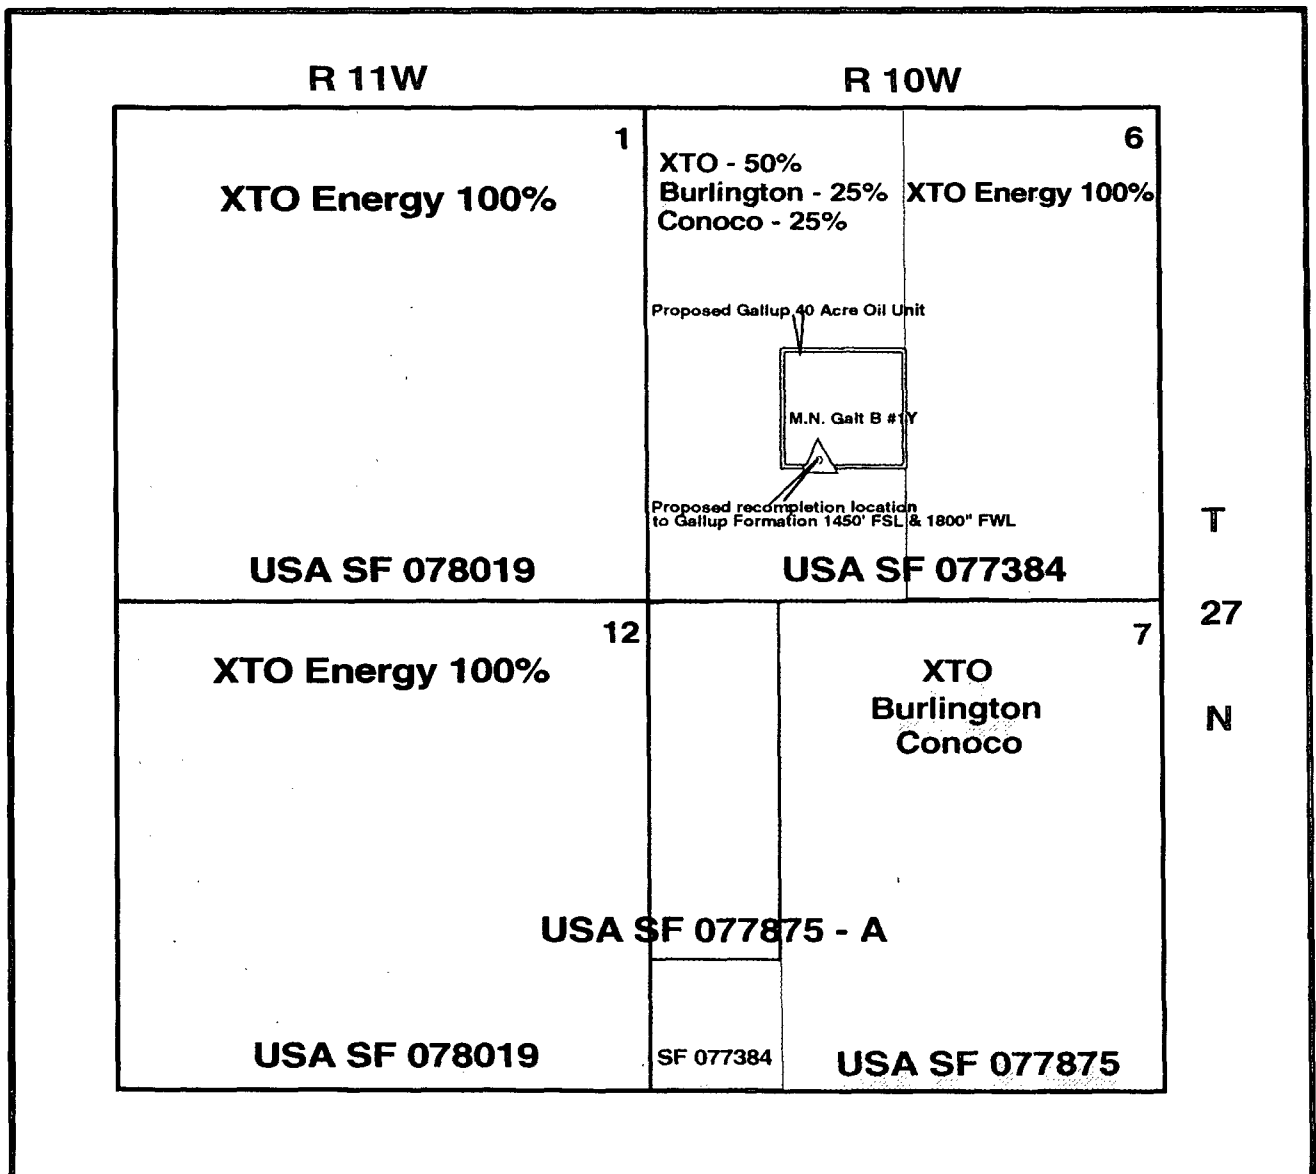 R 11W
R 10W
1
XTO Energy 100%
USA SF 078019
6
XTO - 50%
Burlington - 25%
Conoco - 25%
XTO Energy 100%
Proposed Gallup 40 Acre Oil Unit
M.N. Galt B #1Y
Proposed recompletion location
to Gallup Formation 1450' FSL & 1800" FWL
USA SF 077384
T
27
N
12
XTO Energy 100%
USA SF 078019
7
XTO
Burlington
Conoco
USA SF 077875 - A
SF 077384
USA SF 077875